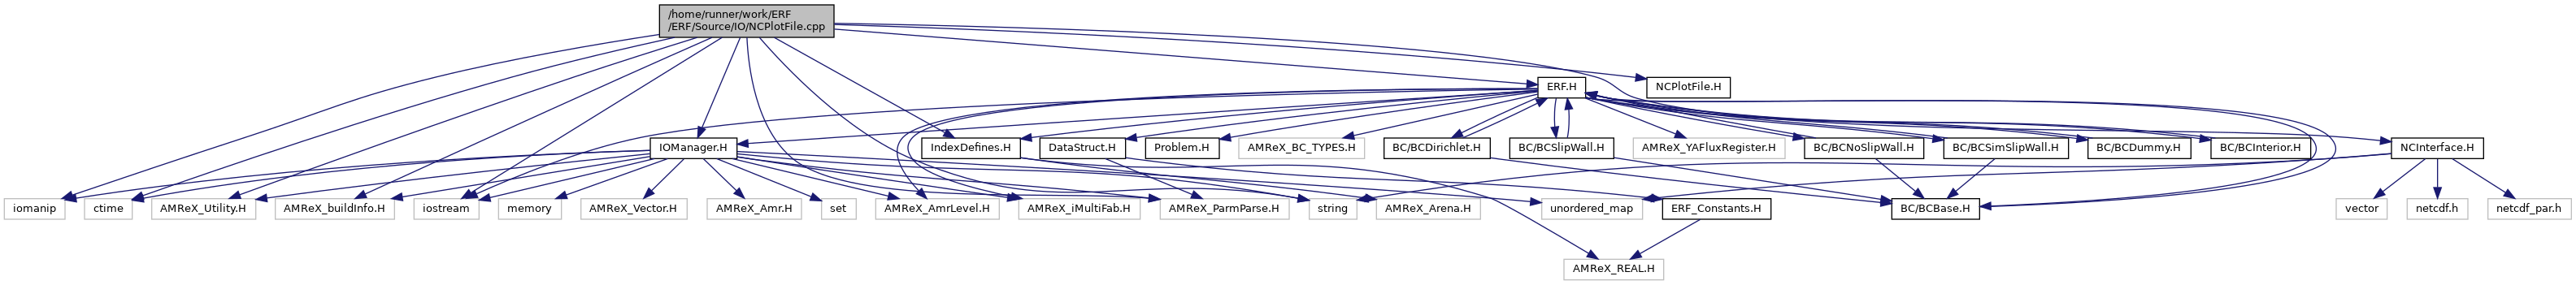 /home/runner/work/ERF
/ERF/Source/IO/NCPlotFile.cpp
ERF.H
NCPlotFile.H
IOManager.H
IndexDefines.H
DataStruct.H
Problem.H
AMReX_BC_TYPES.H
BC/BCDirichlet.H
BC/BCSlipWall.H
AMReX_YAFluxRegister.H
BC/BCNoSlipWall.H
BC/BCSimSlipWall.H
BC/BCDummy.H
BC/BCInterior.H
NCInterface.H
iomanip
ctime
AMReX_Utility.H
AMReX_buildInfo.H
iostream
memory
AMReX_Vector.H
AMReX_Amr.H
set
AMReX_AmrLevel.H
AMReX_iMultiFab.H
AMReX_ParmParse.H
string
AMReX_Arena.H
unordered_map
ERF_Constants.H
BC/BCBase.H
vector
netcdf.h
netcdf_par.h
AMReX_REAL.H